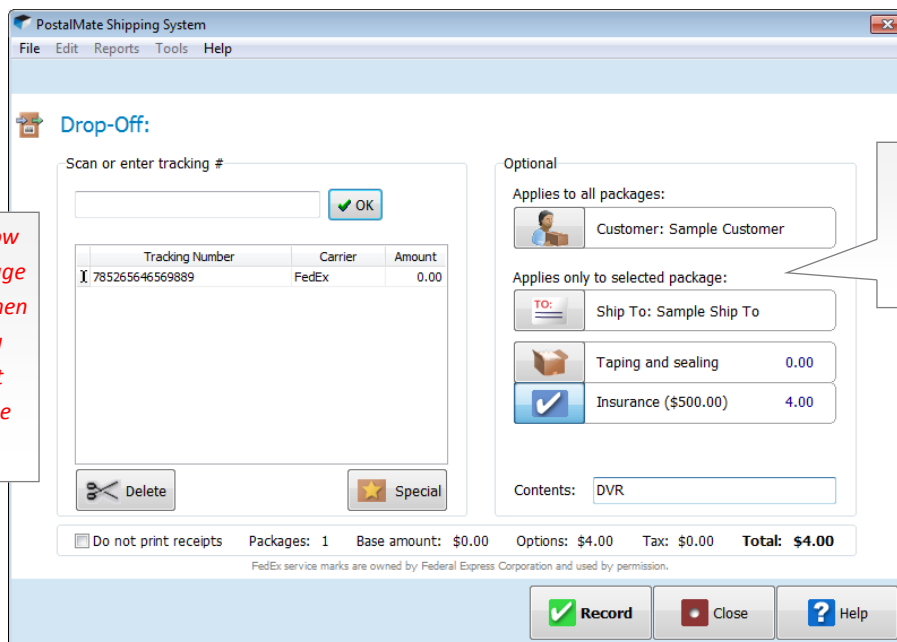 PostalMate Shipping System
File Edit Reports Tools Help
Drop-Off:
Scan or enter tracking #
OK
Tracking Number Carrier Amount
785265646569889 FedEx 0.00
Delete
Special
Optional
Applies to all packages:
Customer: Sample Customer
Applies only to selected package:
TO:
Ship To: Sample Ship To
Taping and sealing 0.00
Insurance ($500.00) 4.00
Contents: DVR
Do not print receipts Packages: 1 Base amount: $0.00 Options: $4.00 Tax: $0.00 Total: $4.00
FedEx service marks are owned by Federal Express Corporation and used by permission.
Record
Close
? Help